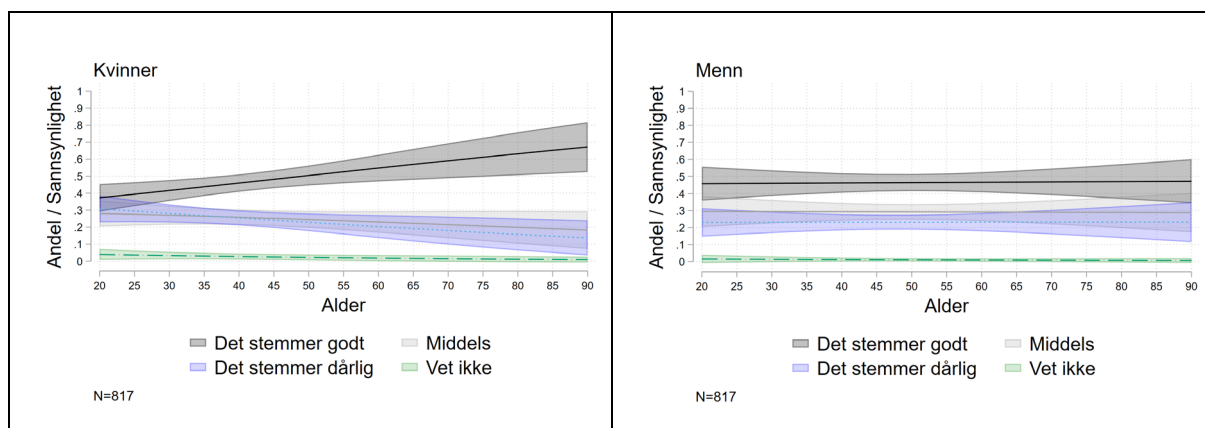 Kvinner
Andel / Sannsynlighet
1
.9
.8
.7
.6
.5
.4
.3
.2
.1
0
20 25 30 35 40 45 50 55 60 65 70 75 80 85 90
Alder
Det stemmer godt Middels
Det stemmer dårlig Vet ikke
N=817
Menn
Andel / Sannsynlighet
1
.9
.8
.7
.6
.5
.4
.3
.2
.1
0
20 25 30 35 40 45 50 55 60 65 70 75 80 85 90
Alder
Det stemmer godt Middels
Det stemmer dårlig Vet ikke
N=817